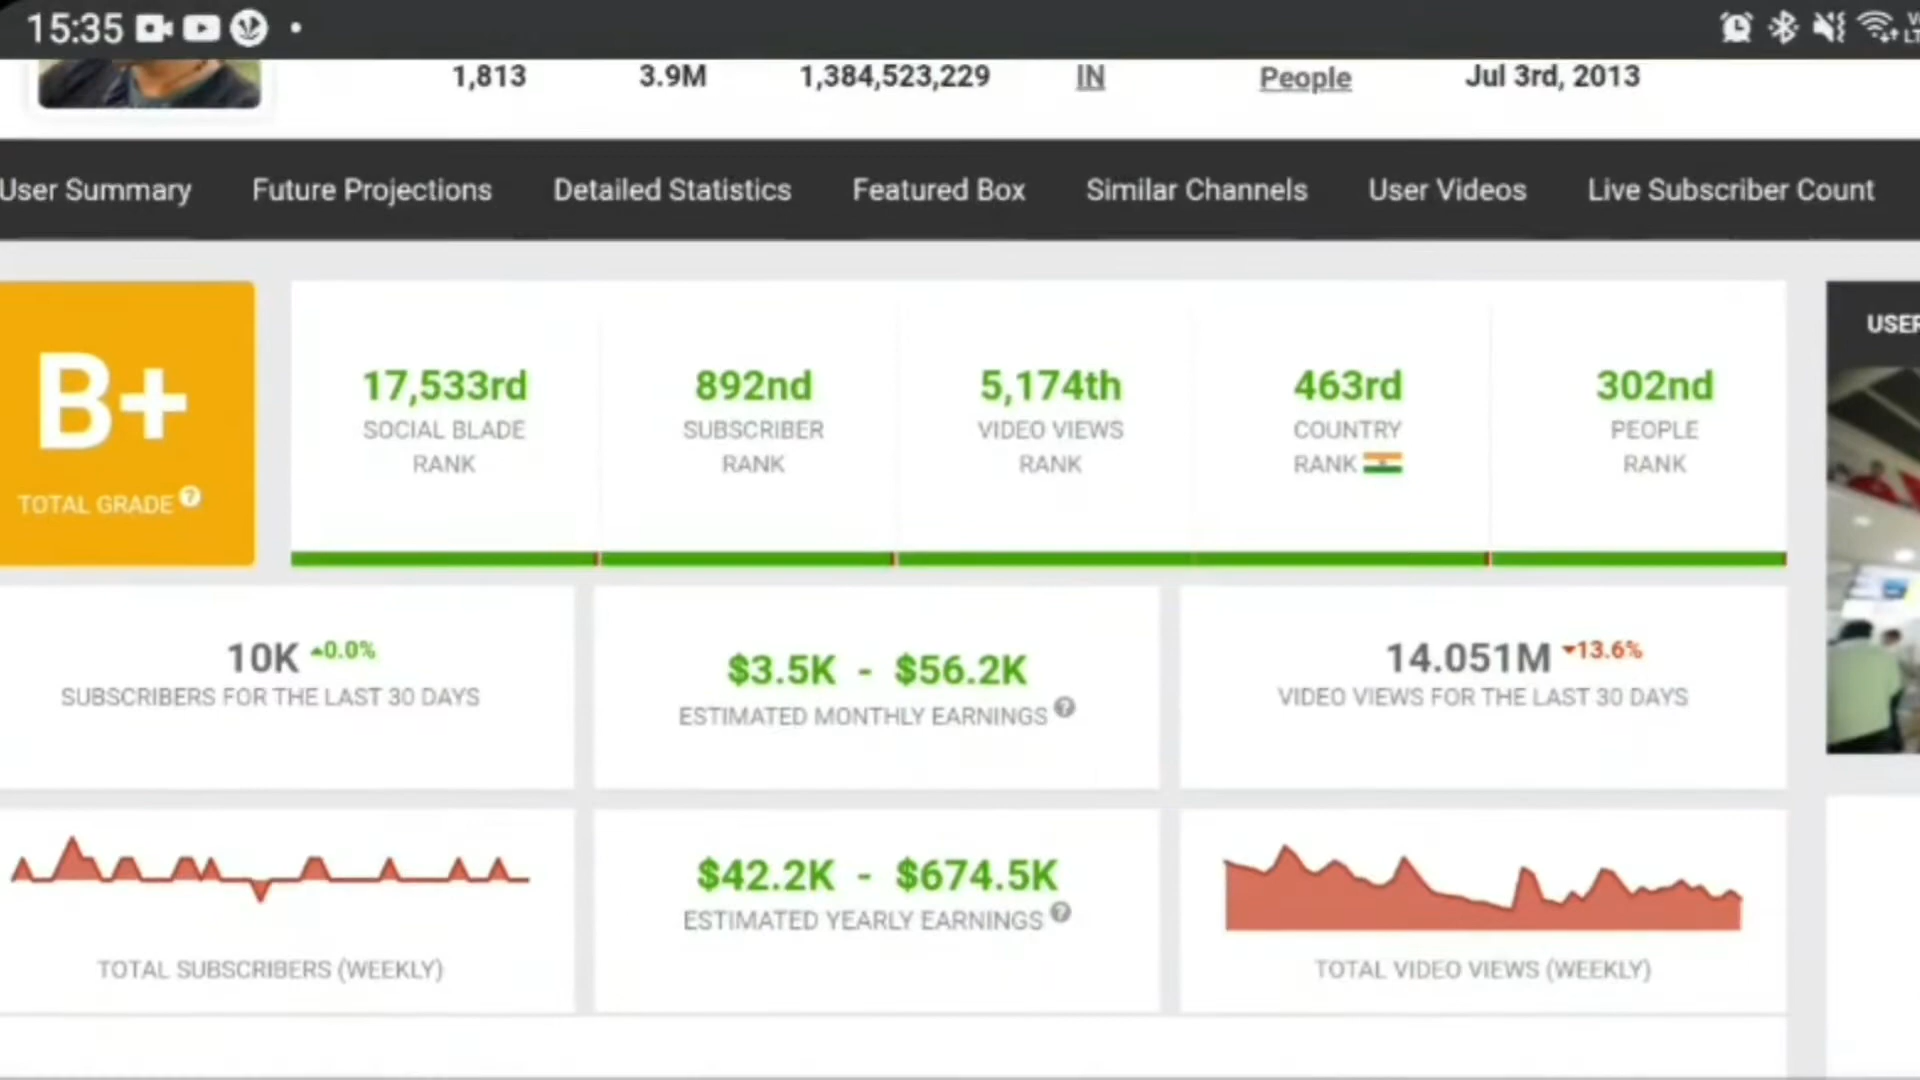 15:35
1,813 3.9M 1,384,523,229 IN People Jul 3rd, 2013
User Summary Future Projections Detailed Statistics Featured Box Similar Channels User Videos Live Subscriber Count
B+
TOTAL GRADE ?
17,533rd
SOCIAL BLADE
RANK
892nd
SUBSCRIBER
RANK
5,174th
VIDEO VIEWS
RANK
463rd
COUNTRY
RANK
302nd
PEOPLE
RANK
10K 0.0%
SUBSCRIBERS FOR THE LAST 30 DAYS
$3.5K - $56.2K
ESTIMATED MONTHLY EARNINGS ?
14.051M 13.6%
VIDEO VIEWS FOR THE LAST 30 DAYS
TOTAL SUBSCRIBERS (WEEKLY)
$42.2K - $674.5K
ESTIMATED YEARLY EARNINGS ?
TOTAL VIDEO VIEWS (WEEKLY)